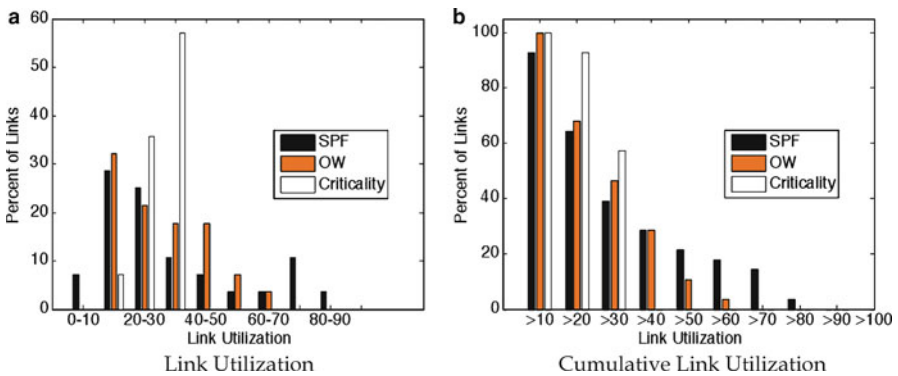 a
60
50
40
30
20
10
0
Percent of Links
SPF
OW
Criticality
0-10 20-30 40-50 60-70 80-90
Link Utilization
Link Utilization
b
100
80
60
40
20
0
Percent of Links
SPF
OW
Criticality
>10 >20 >30 >40 >50 >60 >70 >80 >90 >100
Link Utilization
Cumulative Link Utilization